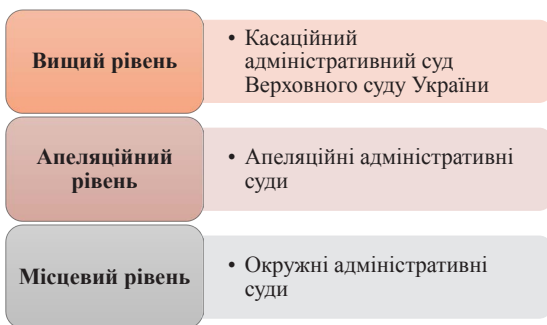 Вищий рівень
• Касаційний
адміністративний суд
Верховного суду України
Апеляційний
рівень
• Апеляційні адміністративні
суди
Місцевий рівень
• Окружні адміністративні
суди